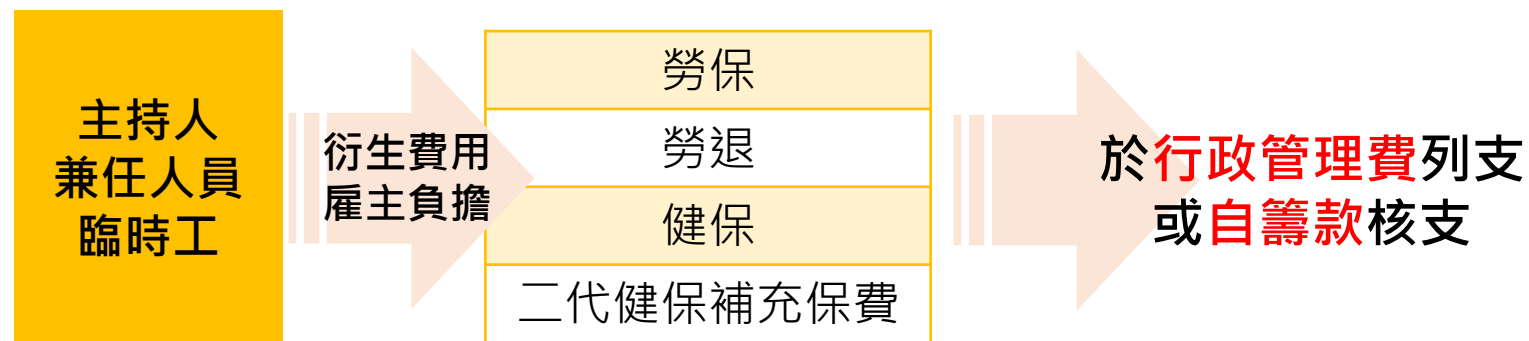 主持人
兼任人員
臨時工
衍生費用
雇主負擔
勞保
勞退
健保
二代健保補充保費
於行政管理費列支
或自籌款核支